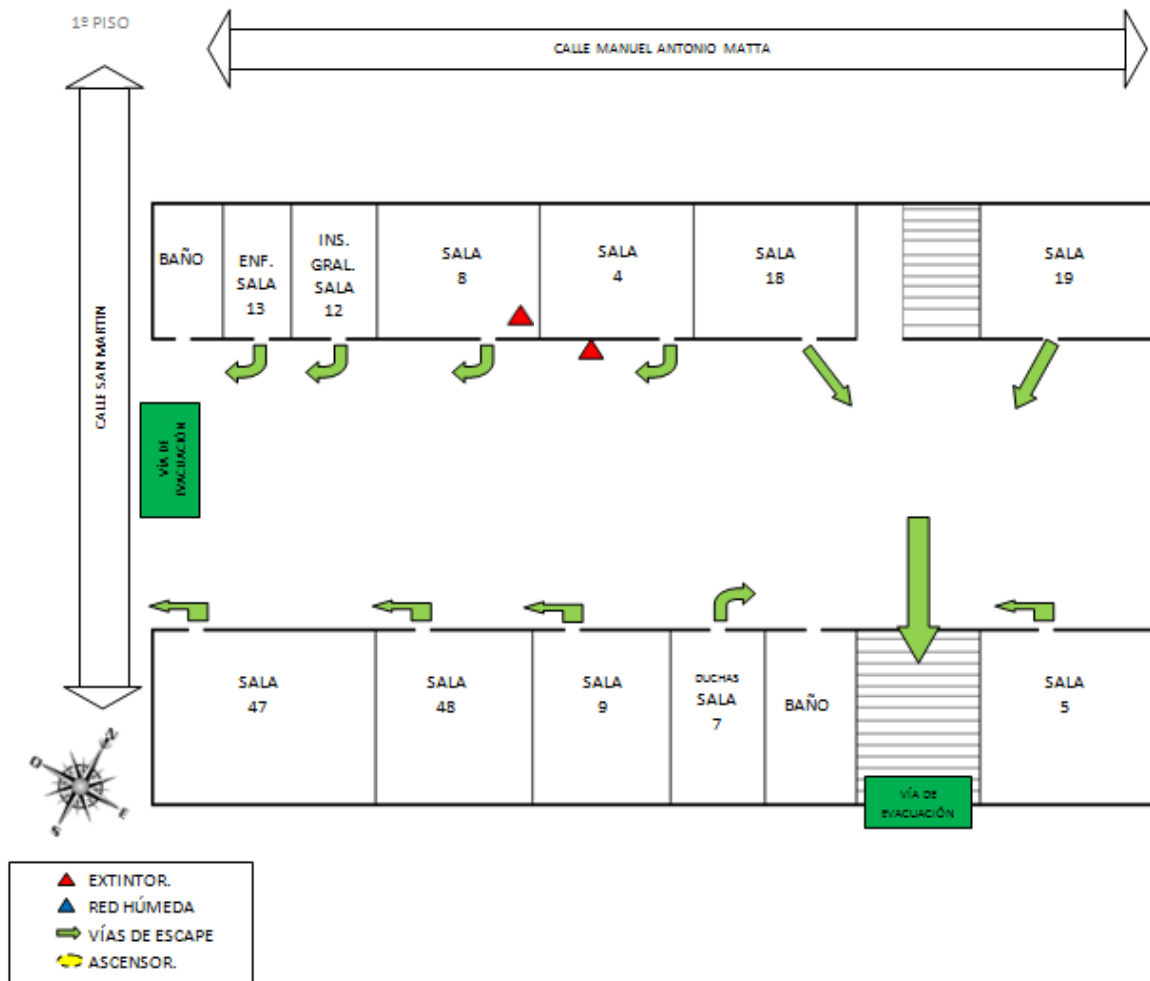 1º PISO
CALLE MANUEL ANTONIO MATTA
CALLE SAN MARTIN
BAÑO
ENF.
SALA
13
INS.
GRAL.
SALA
12
SALA
8
SALA
4
SALA
18
SALA
19
VÍA DE
EVACUACIÓN
SALA
47
SALA
48
SALA
9
DUCHAS
SALA
7
BAÑO
SALA
5
VÍA DE
EVACUACIÓN
N
O
E
S
EXTINTOR.
RED HÚMEDA
VÍAS DE ESCAPE
ASCENSOR.